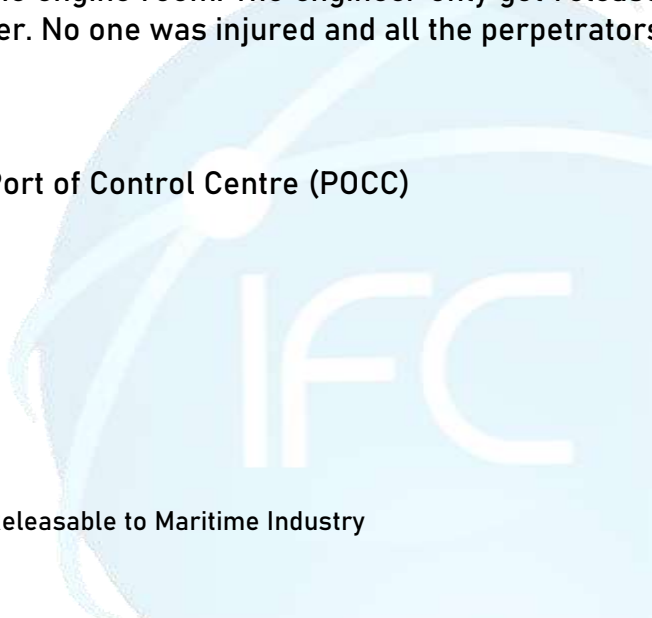 engine room. The engineer only got
er. No one was injured and all the perpetrators
Port of Control Centre (POCC)
IFC
eleasable to Maritime Industry